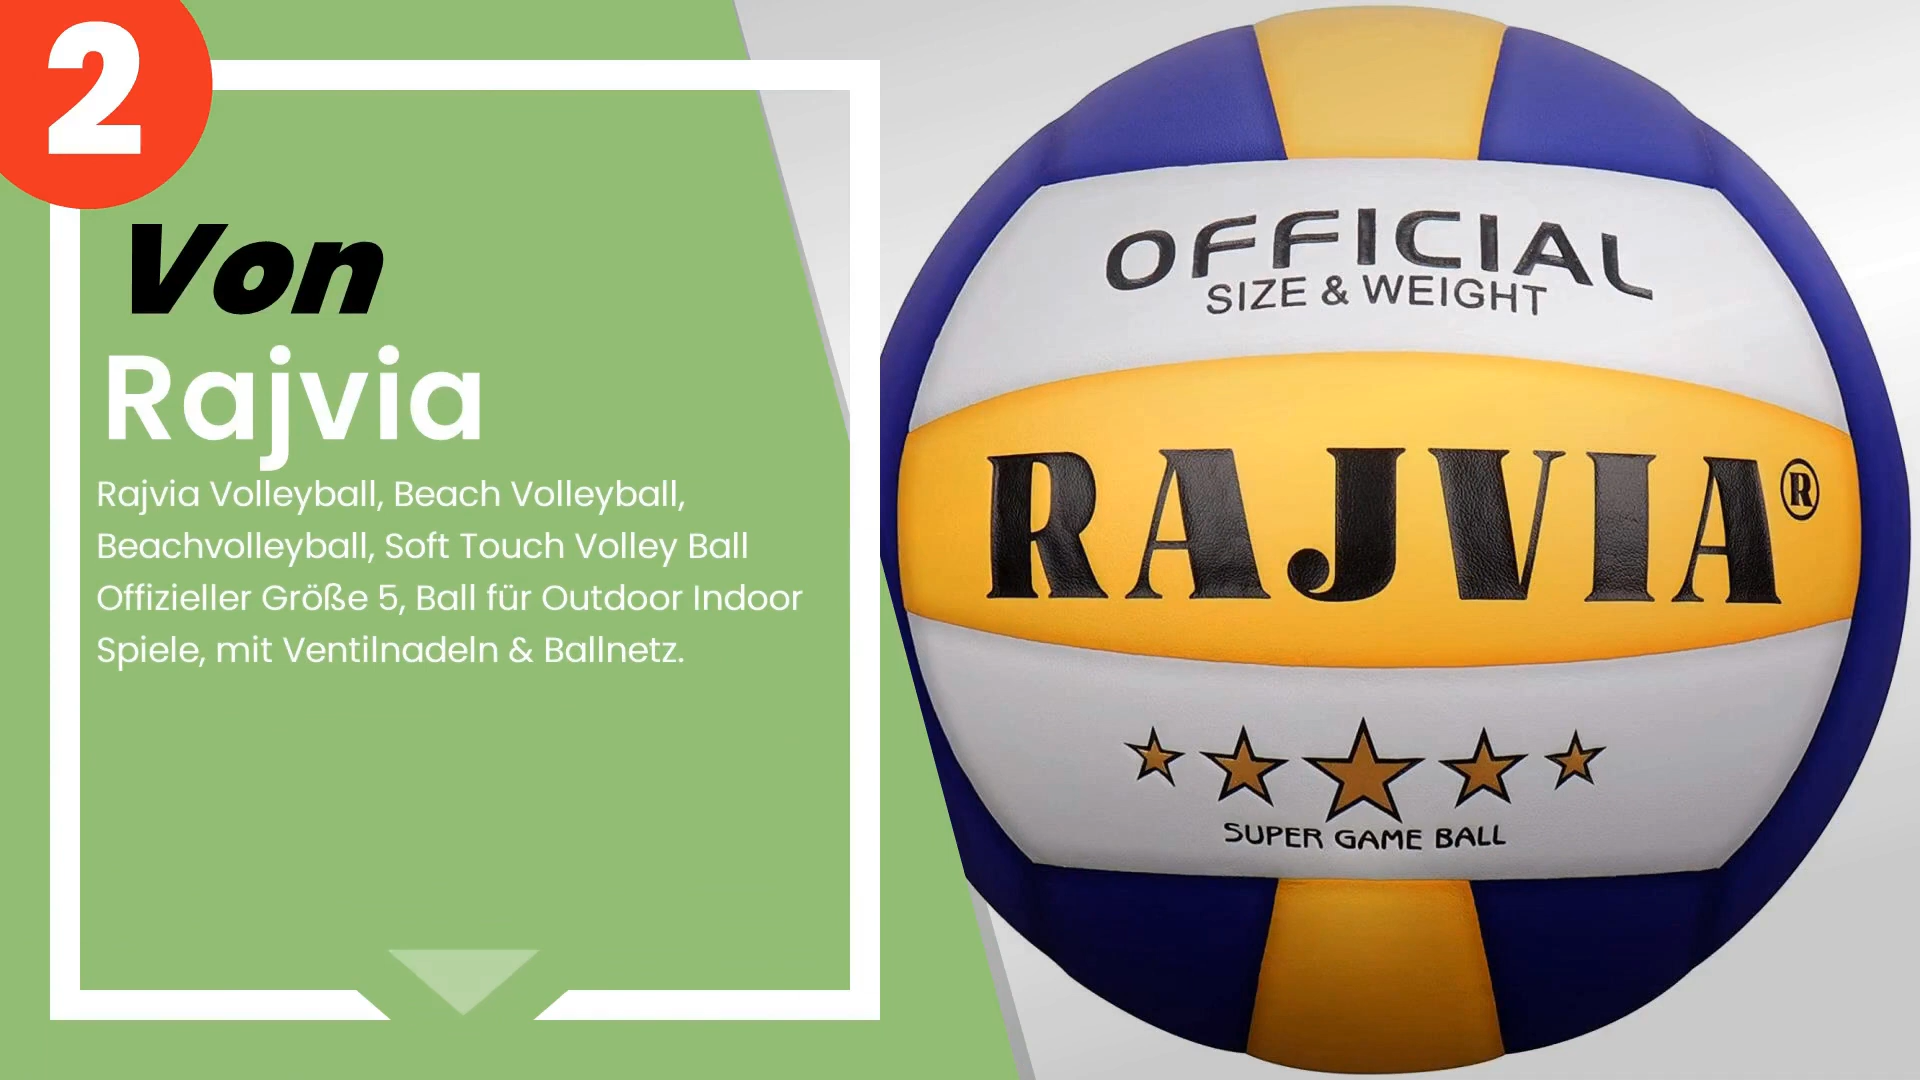 2
Von
Rajvia
Rajvia Volleyball, Beach Volleyball,
Beachvolleyball, Soft Touch Volley Ball
Offizieller Größe 5, Ball für Outdoor Indoor
Spiele, mit Ventilnadeln & Ballnetz.
OFFICIAL
SIZE & WEIGHT
RAJVIA®
SUPER GAME BALL